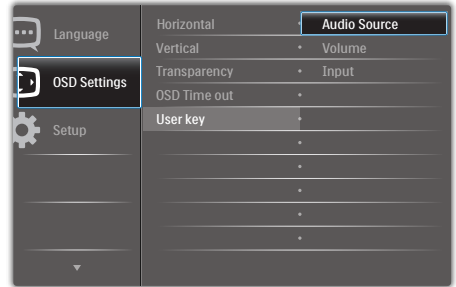 Language
OSD Settings
Setup
Horizontal
Vertical
Transparency
OSD Time out
User key
Audio Source
Volume
Input